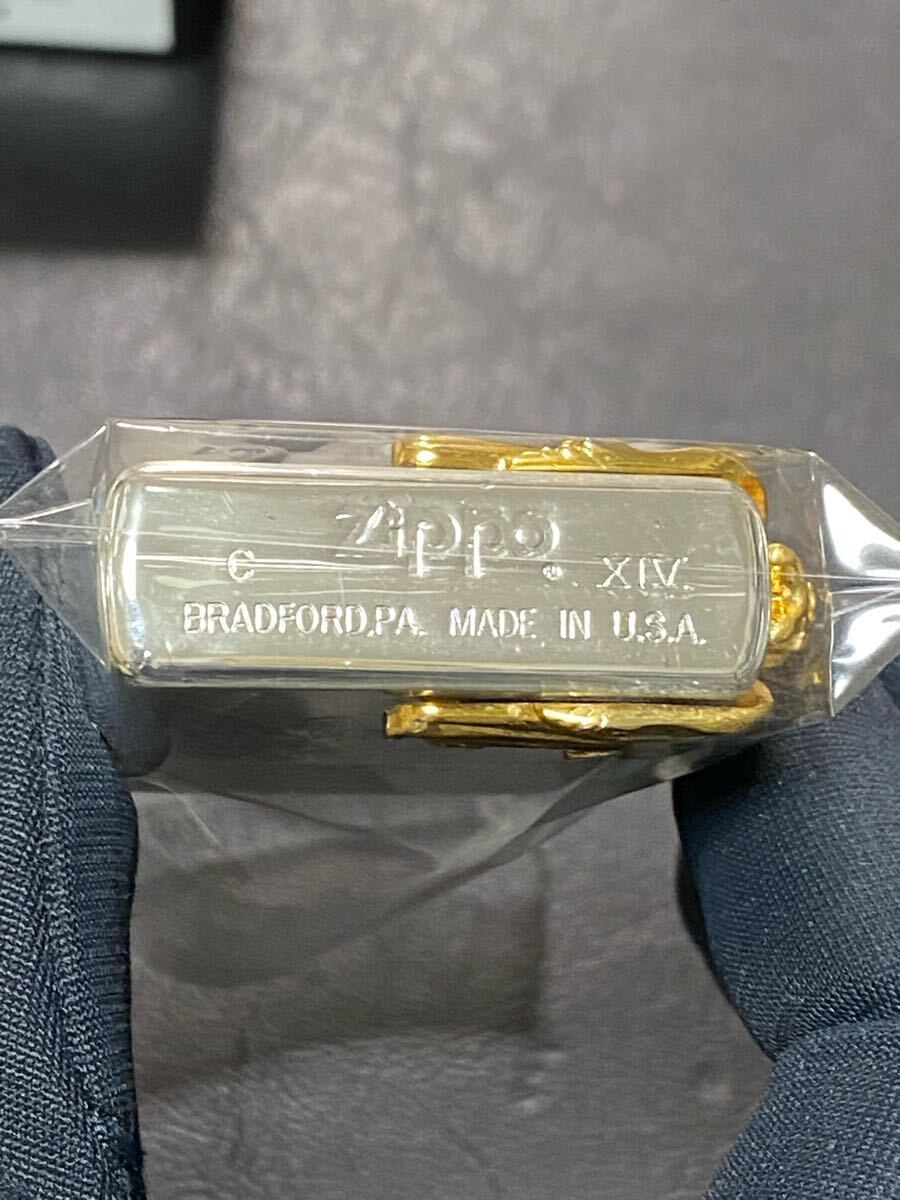 Zippo®
C XIV.
BRADFORD,PA. MADE IN U.S.A.